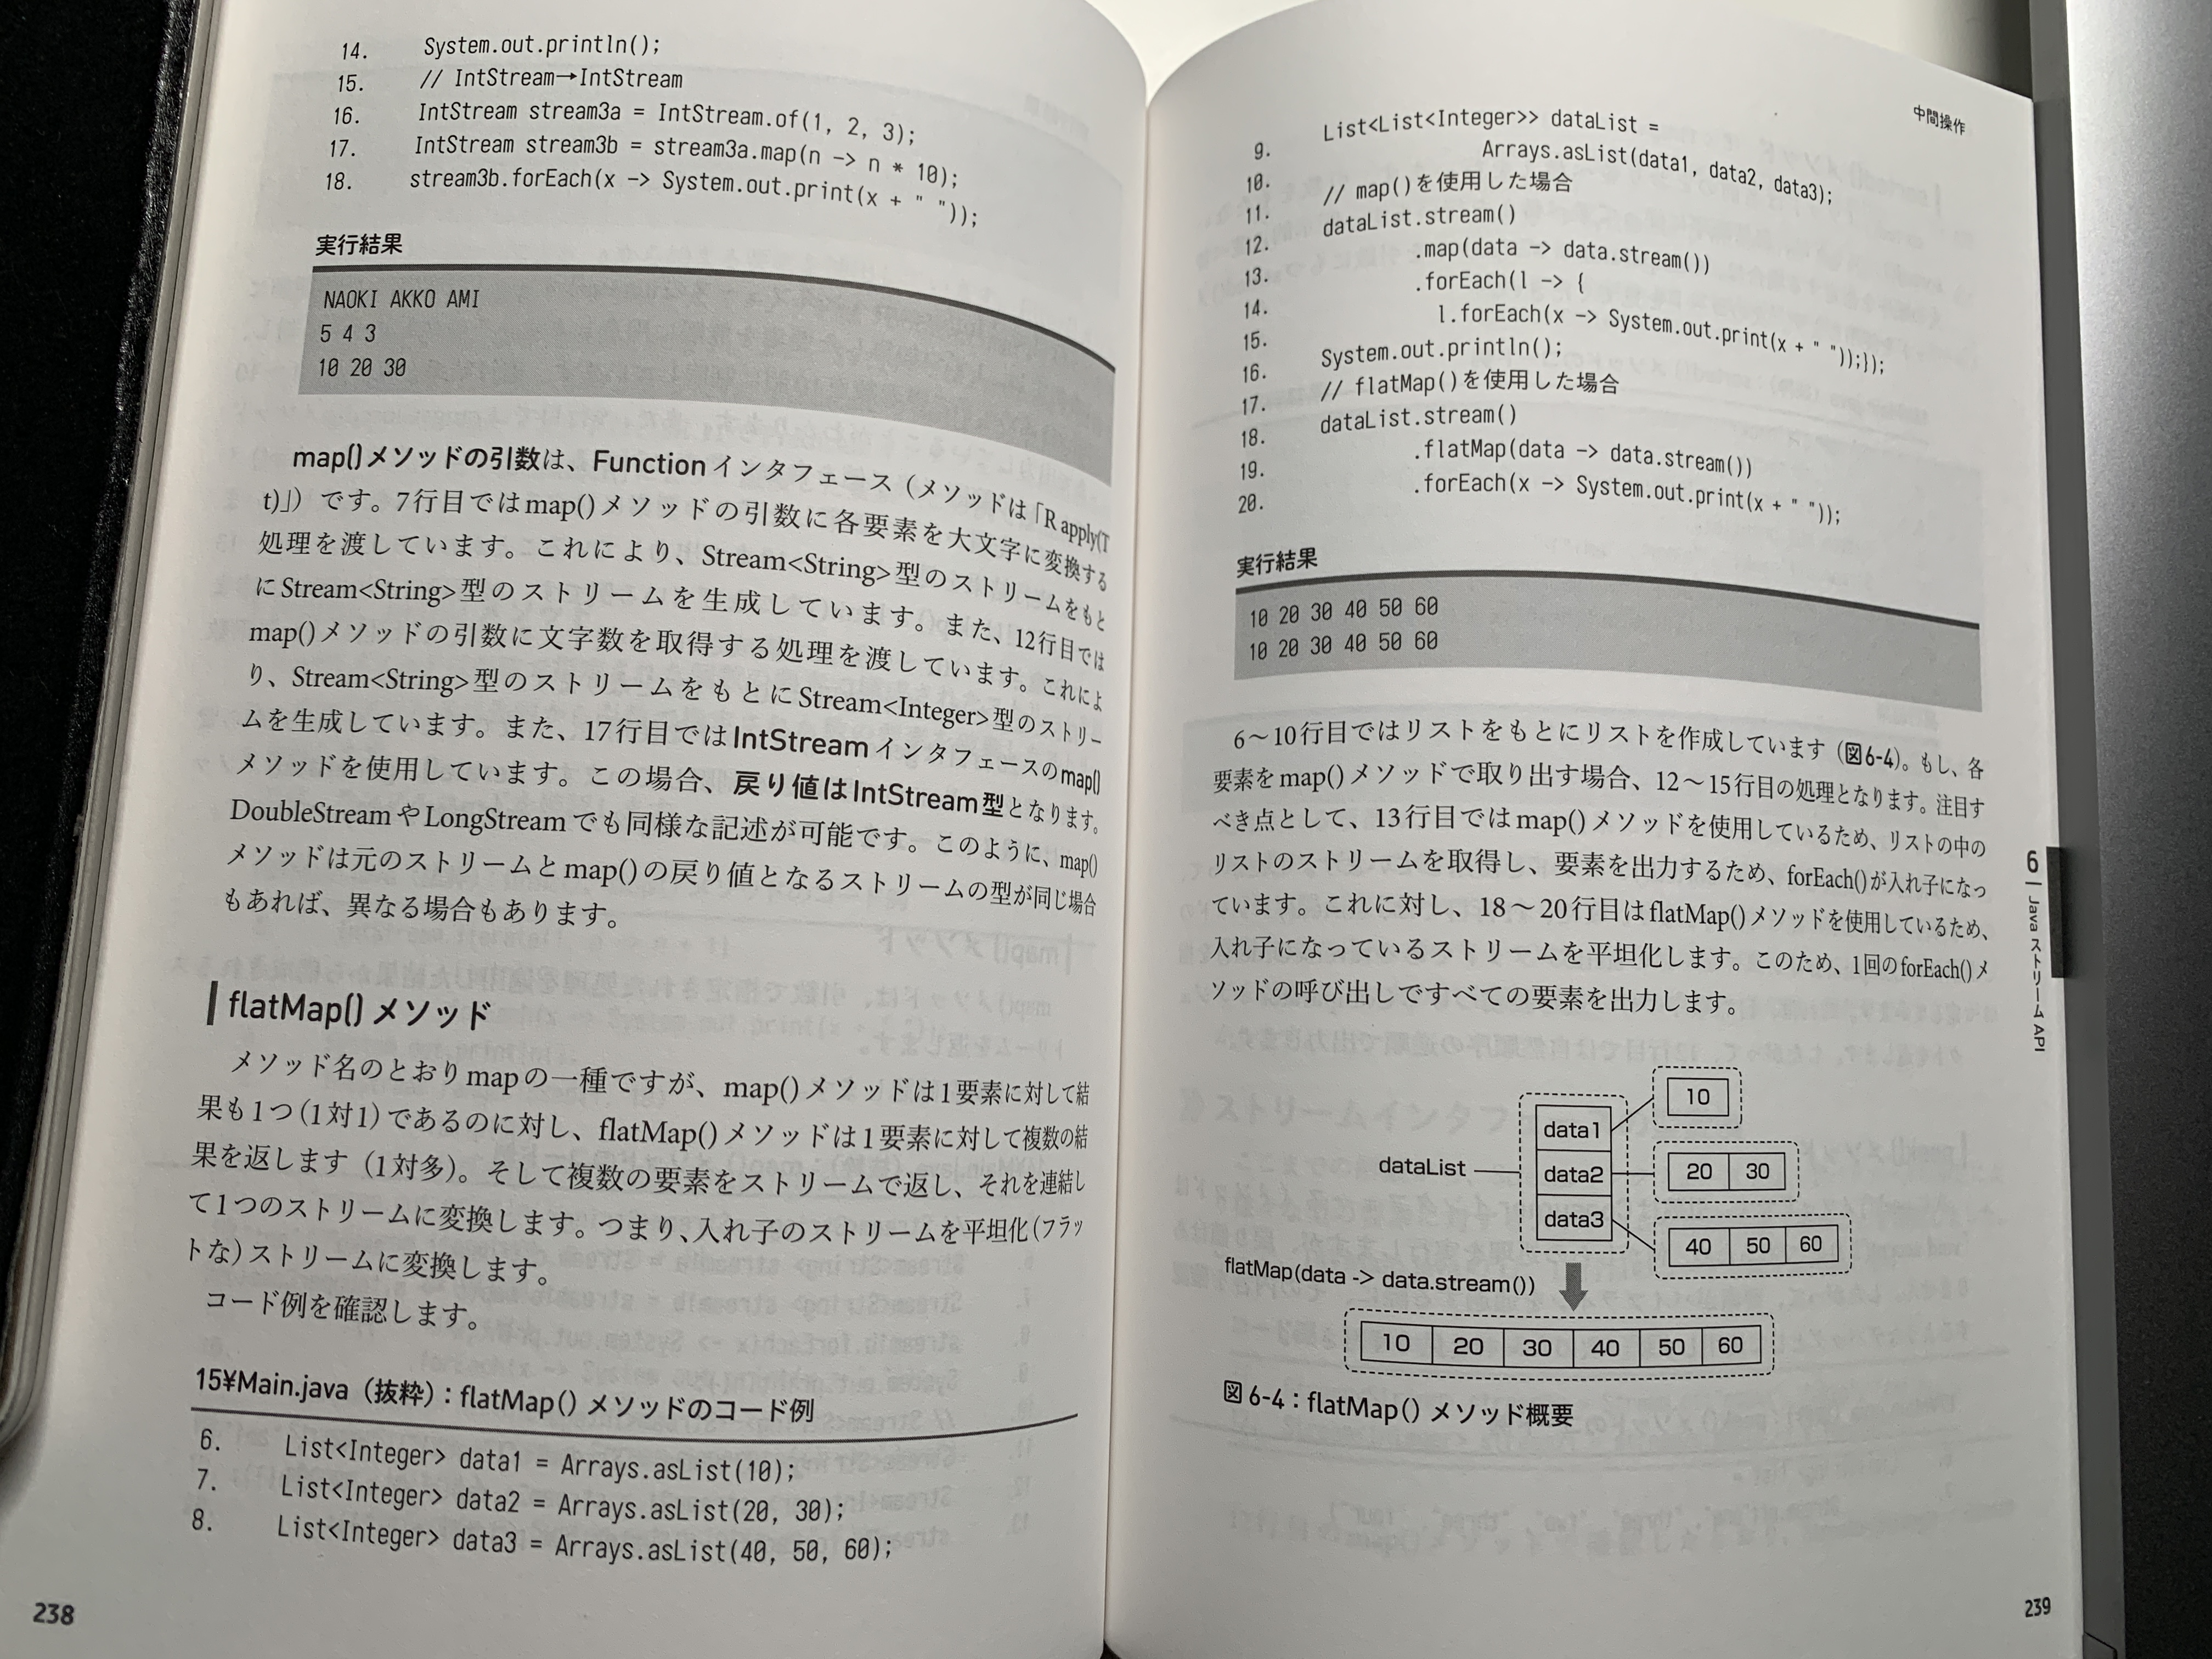 14. System.out.println();
15. // IntStream→IntStream
16. IntStream stream3a = IntStream.of(1, 2, 3);
17. IntStream stream3b = stream3a.map(n -> n * 10);
18. stream3b.forEach(x -> System.out.print(x + " "));
実行結果
NAOKI AKKO AMI
5 4 3
10 20 30
map()メソッドの引数は、Functionインタフェース（メソッドは「R apply(T
t)」）です。7行目ではmap()メソッドの引数に各要素を大文字に変換する
処理を渡しています。これにより、Stream<String>型のストリームをもと
にStream<String>型のストリームを生成しています。また、12行目では
map()メソッドの引数に文字数を取得する処理を渡しています。これによ
り、Stream<String>型のストリームをもとにStream<Integer>型のストリー
ムを生成しています。また、17行目ではIntStreamインタフェースのmap()
メソッドを使用しています。この場合、戻り値はIntStream型となります。
DoubleStreamやLongStreamでも同様な記述が可能です。このように、map()
メソッドは元のストリームとmap()の戻り値となるストリームの型が同じ場合
もあれば、異なる場合もあります。
flatMap()メソッド
メソッド名のとおりmapの一種ですが、map()メソッドは1要素に対して結
果も1つ(1対1)であるのに対し、flatMap()メソッドは1要素に対して複数の結
果を返します（1対多）。そして複数の要素をストリームで返し、それを連結し
て1つのストリームに変換します。つまり、入れ子のストリームを平坦化(フラッ
トな)ストリームに変換します。
コード例を確認します。
15¥Main.java（抜粋）：flatMap()メソッドのコード例
6. List<Integer> data1 = Arrays.asList(10);
7. List<Integer> data2 = Arrays.asList(20, 30);
8. List<Integer> data3 = Arrays.asList(40, 50, 60);
238
中間操作
9. List<List<Integer>> dataList =
10. Arrays.asList(data1, data2, data3);
11. // map()を使用した場合
12. dataList.stream()
13. .map(data -> data.stream())
14. .forEach(l -> {
15. l.forEach(x -> System.out.print(x + " "));});
16. System.out.println();
17. // flatMap()を使用した場合
18. dataList.stream()
19. .flatMap(data -> data.stream())
20. .forEach(x -> System.out.print(x + " "));
実行結果
10 20 30 40 50 60
10 20 30 40 50 60
6～10行目ではリストをもとにリストを作成しています（図6-4）。もし、各
要素をmap()メソッドで取り出す場合、12～15行目の処理となります。注目す
べき点として、13行目ではmap()メソッドを使用しているため、リストの中の
リストのストリームを取得し、要素を出力するため、forEach()が入れ子になっ
ています。これに対し、18～20行目はflatMap()メソッドを使用しているため、
入れ子になっているストリームを平坦化します。このため、1回のforEach()メ
ソッドの呼び出しですべての要素を出力します。
6 | Java ストリーム API
10
data1
dataList
data2
20 30
data3
40 50 60
flatMap(data -> data.stream())
10 20 30 40 50 60
図6-4：flatMap()メソッド概要
239